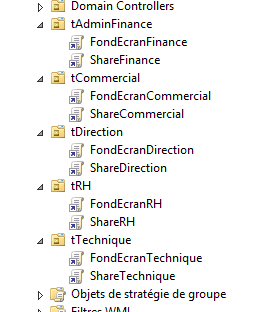 Domain Controllers
tAdminFinance
FondEcranFinance
ShareFinance
tCommercial
FondEcranCommercial
ShareCommercial
tDirection
FondEcranDirection
ShareDirection
tRH
FondEcranRH
ShareRH
tTechnique
FondEcranTechnique
ShareTechnique
Objets de stratégie de groupe
Filtres WMI